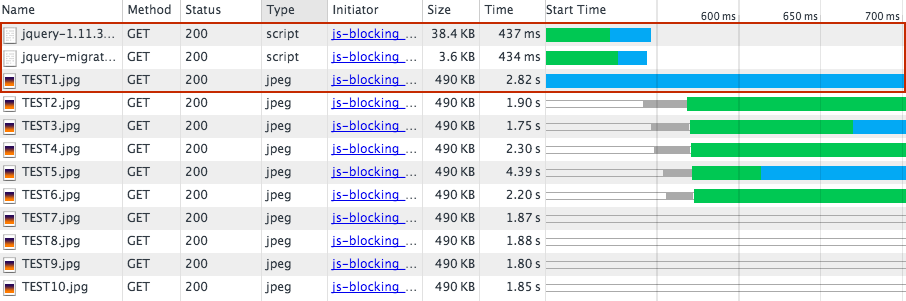 Name Method Status Type Initiator Size Time Start Time 600 ms 650 ms 700 ms
jquery-1.11.3... GET 200 script js-blocking_... 38.4 KB 437 ms
jquery-migrat... GET 200 script js-blocking_... 3.6 KB 434 ms
TEST1.jpg GET 200 jpeg js-blocking_... 490 KB 2.82 s
TEST2.jpg GET 200 jpeg js-blocking_... 490 KB 1.90 s
TEST3.jpg GET 200 jpeg js-blocking_... 490 KB 1.75 s
TEST4.jpg GET 200 jpeg js-blocking_... 490 KB 2.30 s
TEST5.jpg GET 200 jpeg js-blocking_... 490 KB 4.39 s
TEST6.jpg GET 200 jpeg js-blocking_... 490 KB 2.20 s
TEST7.jpg GET 200 jpeg js-blocking_... 490 KB 1.87 s
TEST8.jpg GET 200 jpeg js-blocking_... 490 KB 1.88 s
TEST9.jpg GET 200 jpeg js-blocking_... 490 KB 1.80 s
TEST10.jpg GET 200 jpeg js-blocking_... 490 KB 1.85 s